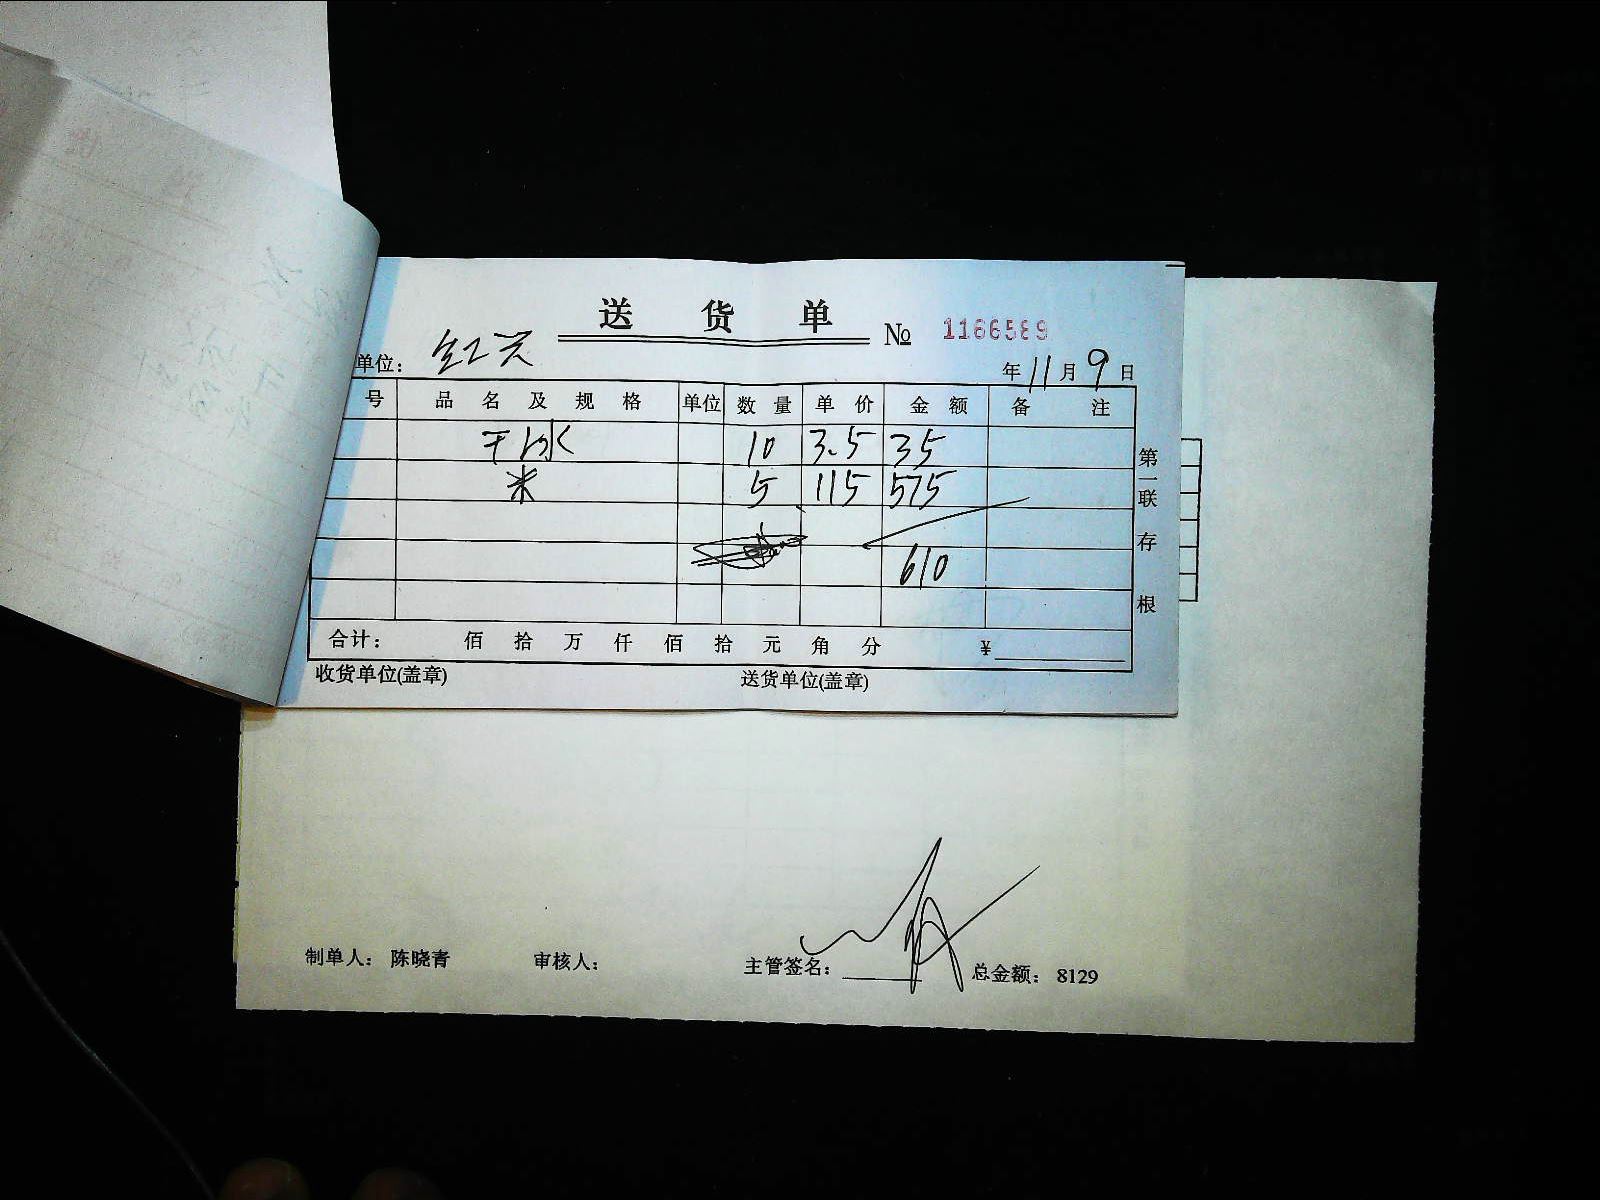 送 货 单
№ 1166589
单位: 红兴
年 11 月 9 日
号 品 名 及 规 格 单位 数 量 单 价 金 额 备 注
干冰 10 3.5 35
米 5 115 575
610
合计: 佰 拾 万 仟 佰 拾 元 角 分 ¥
收货单位(盖章) 送货单位(盖章)
第一联 存根
制单人: 陈晓青 审核人: 主管签名: 总金额: 8129